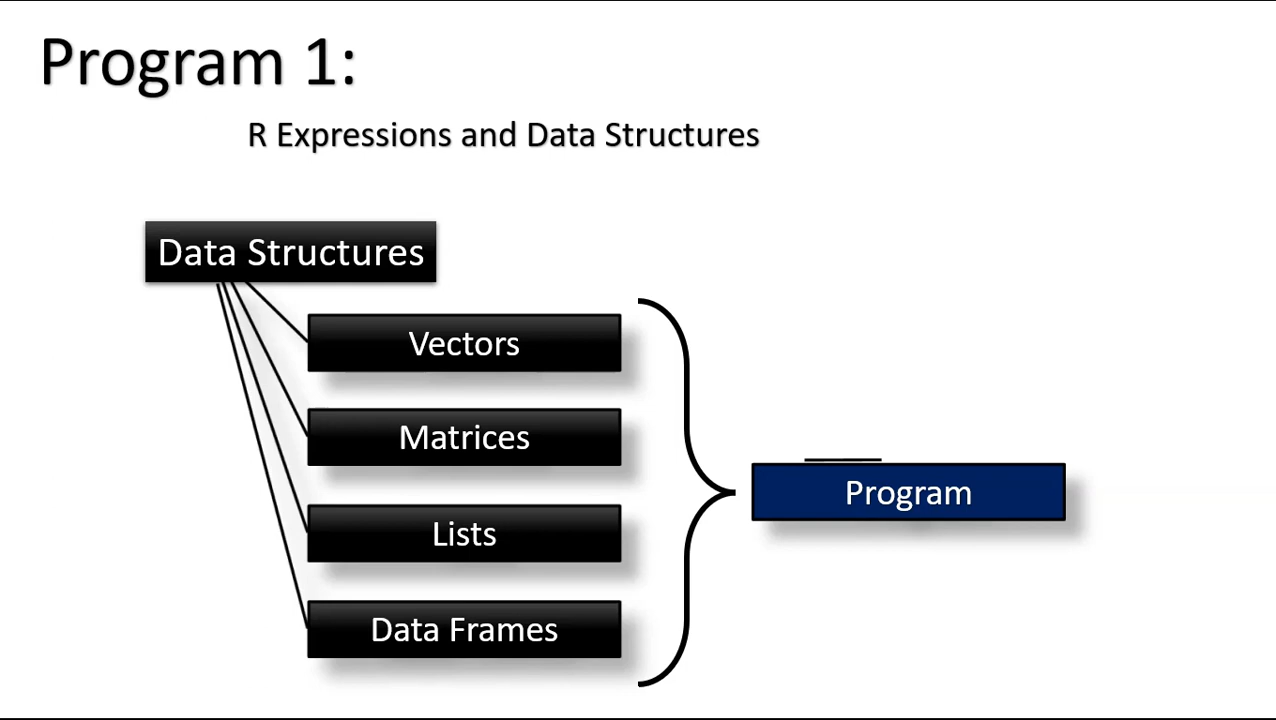 Program 1:
R Expressions and Data Structures
Data Structures
Vectors
Matrices
Lists
Data Frames
Program